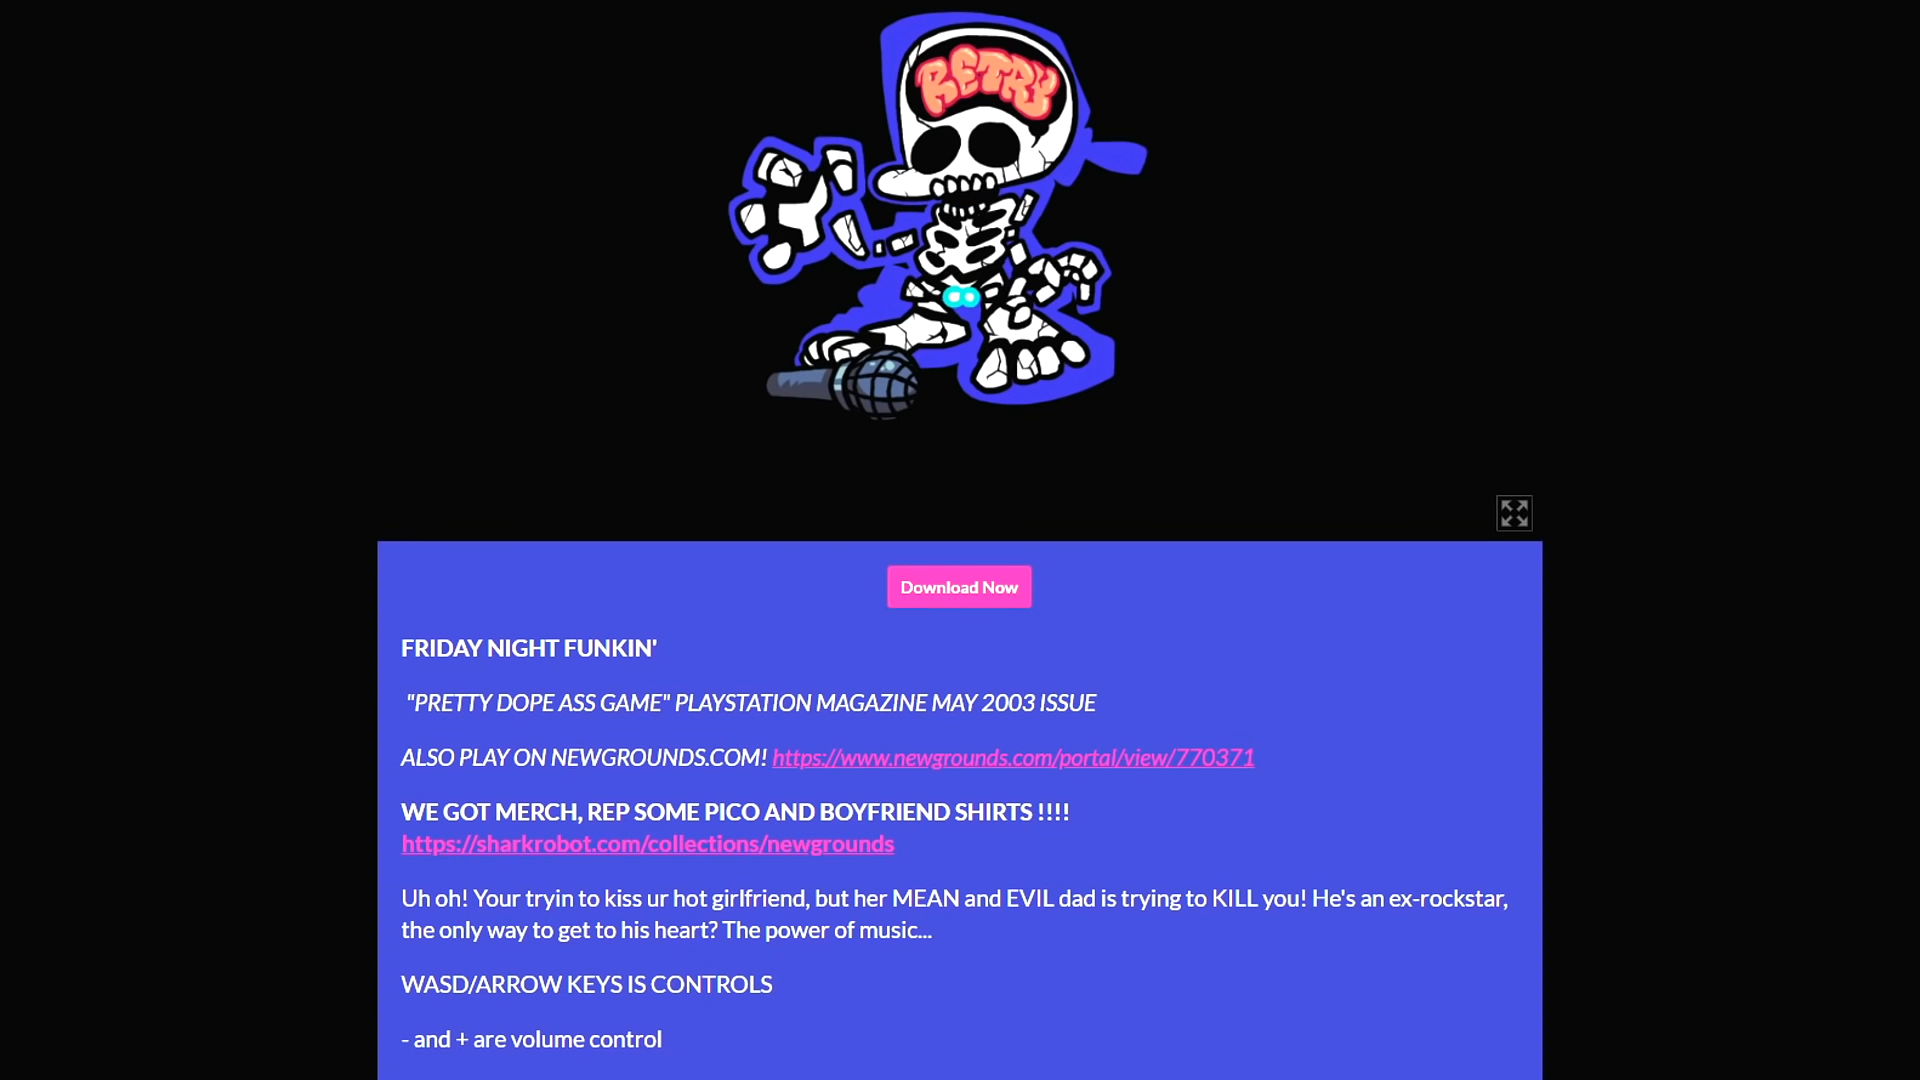 RETRY
Download Now
FRIDAY NIGHT FUNKIN'
"PRETTY DOPE ASS GAME" PLAYSTATION MAGAZINE MAY 2003 ISSUE
ALSO PLAY ON NEWGROUNDS.COM! https://www.newgrounds.com/portal/view/770371
WE GOT MERCH, REP SOME PICO AND BOYFRIEND SHIRTS !!!!
https://sharkrobot.com/collections/newgrounds
Uh oh! Your tryin to kiss ur hot girlfriend, but her MEAN and EVIL dad is trying to KILL you! He's an ex-rockstar,
the only way to get to his heart? The power of music...
WASD/ARROW KEYS IS CONTROLS
- and + are volume control